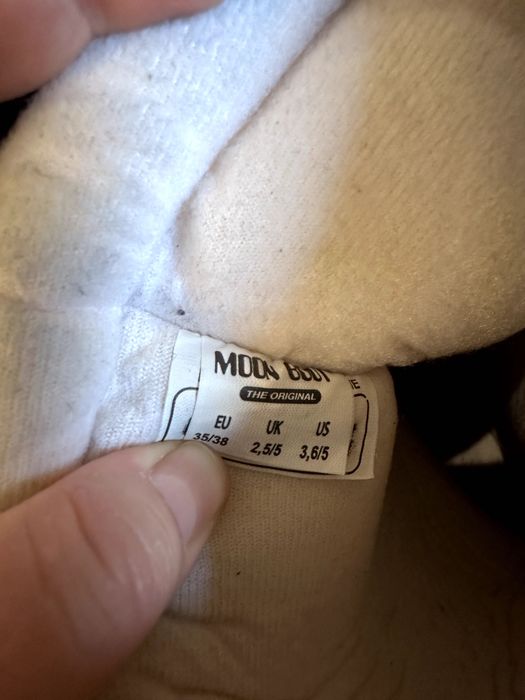 MOON BOOT
THE ORIGINAL
EU UK US
35/38 2,5/5 3,6/5